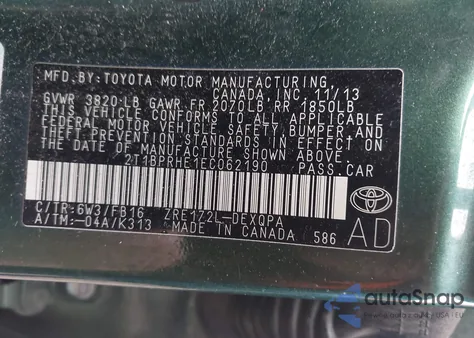 MFD. BY: TOYOTA MOTOR MANUFACTURING
CANADA, INC. 11/13
GVWR 3820 LB GAWR FR 2070LB RR 1850LB
THIS VEHICLE CONFORMS TO ALL APPLICABLE
FEDERAL MOTOR VEHICLE SAFETY, BUMPER, AND
THEFT PREVENTION STANDARDS IN EFFECT ON
THE DATE OF MANUFACTURE SHOWN ABOVE.
2T1BPRHE1EC062190 PASS.CAR
C/TR:6W3/FB16 ZRE172L-DEXQPA
A/TM:-04A/K313 MADE IN CANADA 586
AD
autoSnap